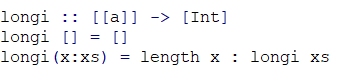 longi :: [[a]] -> [Int]
longi [] = []
longi(x:xs) = length x : longi xs